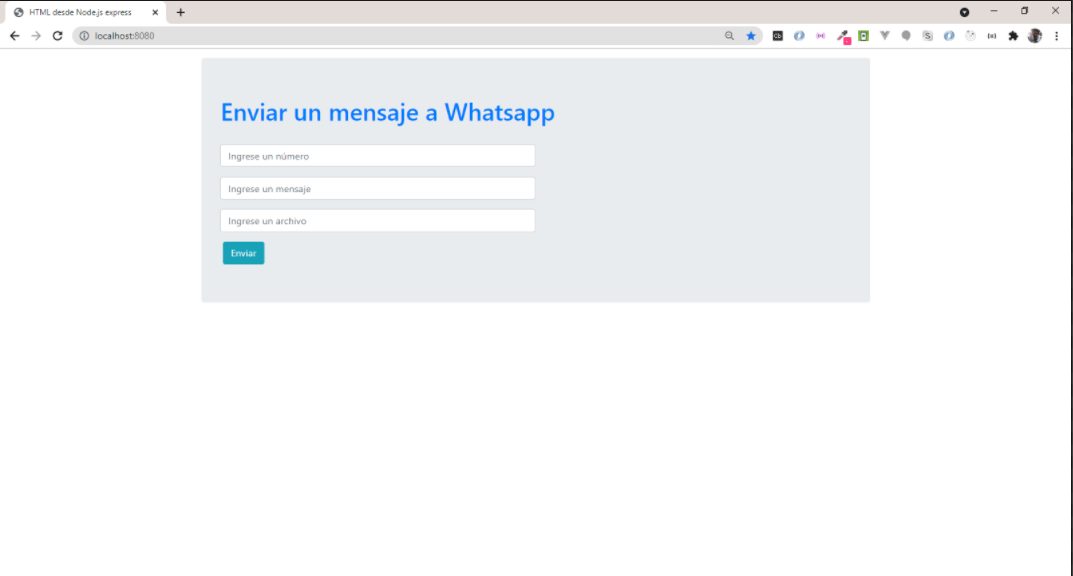 HTML desde Node.js express
localhost:8080
Enviar un mensaje a Whatsapp
Ingrese un número
Ingrese un mensaje
Ingrese un archivo
Enviar